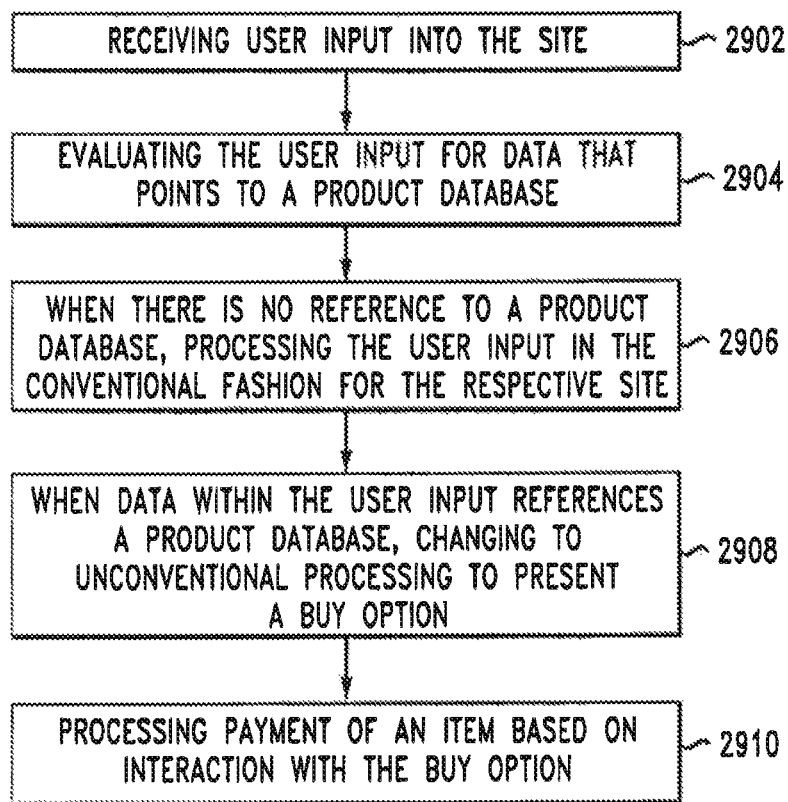 RECEIVING USER INPUT INTO THE SITE
2902
EVALUATING THE USER INPUT FOR DATA THAT
POINTS TO A PRODUCT DATABASE
2904
WHEN THERE IS NO REFERENCE TO A PRODUCT
DATABASE, PROCESSING THE USER INPUT IN THE
CONVENTIONAL FASHION FOR THE RESPECTIVE SITE
2906
WHEN DATA WITHIN THE USER INPUT REFERENCES
A PRODUCT DATABASE, CHANGING TO
UNCONVENTIONAL PROCESSING TO PRESENT
A BUY OPTION
2908
PROCESSING PAYMENT OF AN ITEM BASED ON
INTERACTION WITH THE BUY OPTION
2910